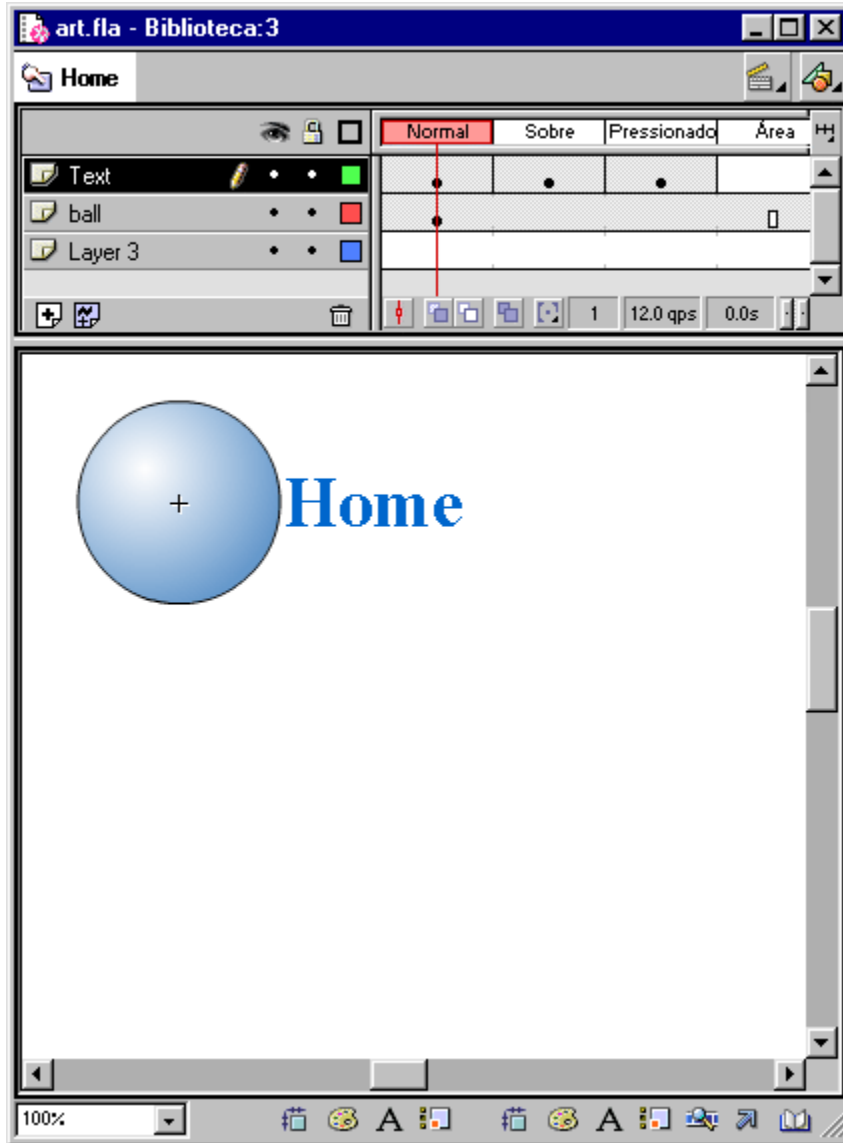 art.fla - Biblioteca:3
Home
Normal Sobre Pressionado Área
Text
ball
Layer 3
1 12.0 qps 0.0s
Home
100%